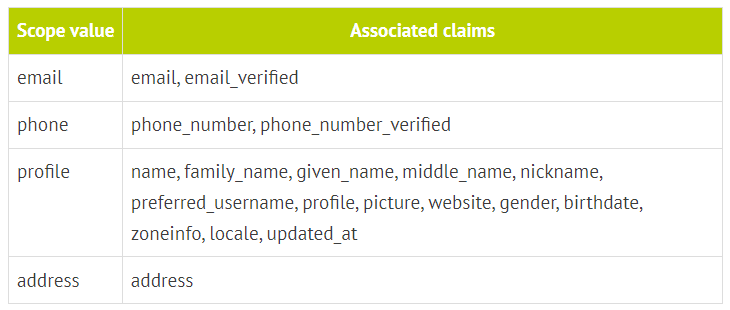 Scope value Associated claims
email email, email_verified
phone phone_number, phone_number_verified
profile name, family_name, given_name, middle_name, nickname,
preferred_username, profile, picture, website, gender, birthdate,
zoneinfo, locale, updated_at
address address